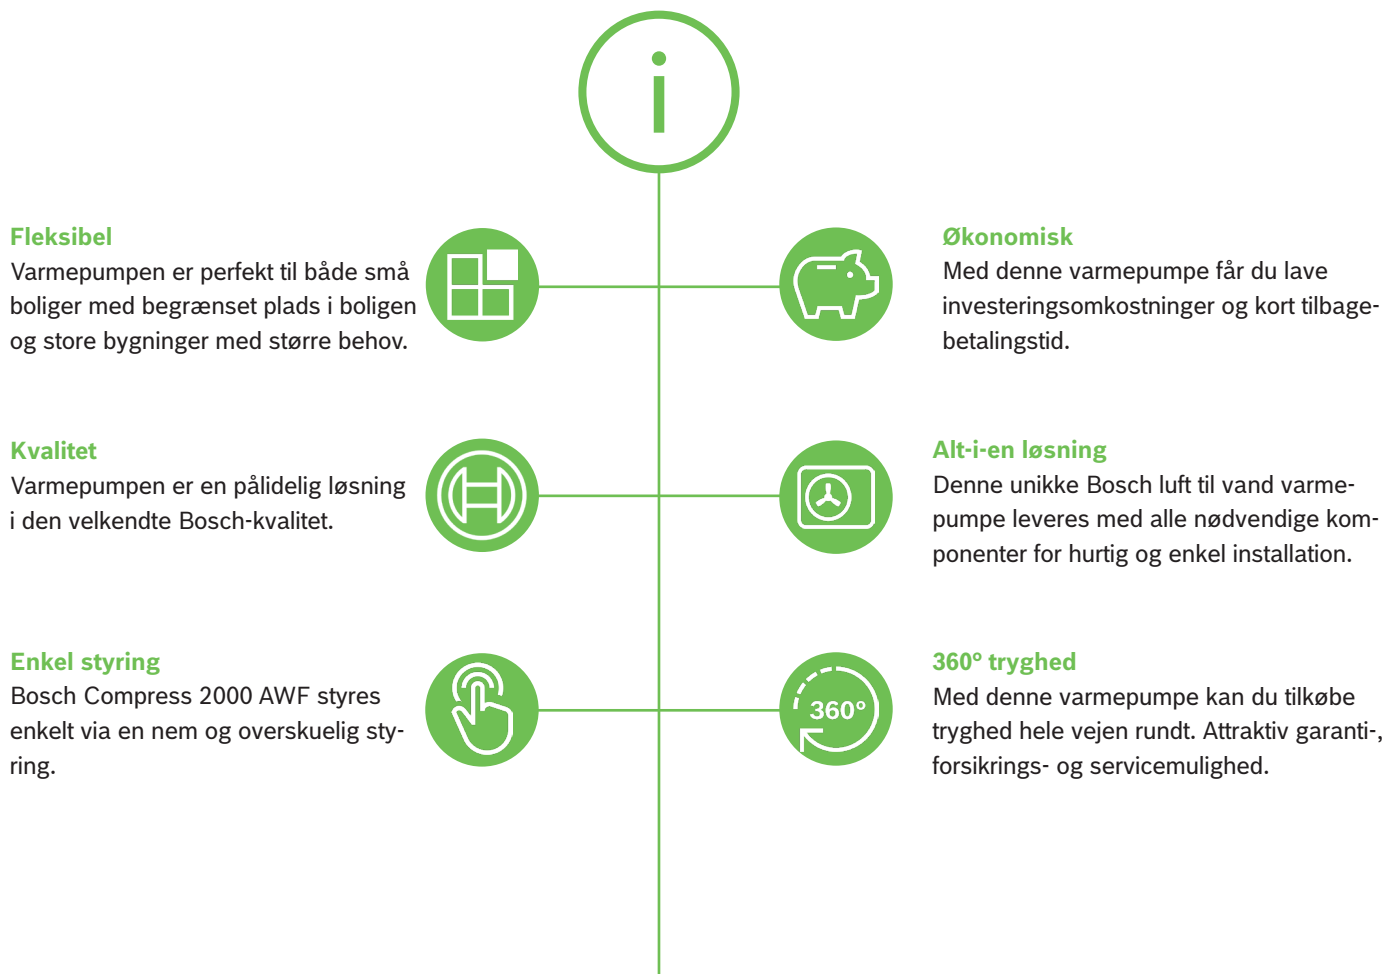 i
Fleksibel
Varmepumpen er perfekt til både små
boliger med begrænset plads i boligen
og store bygninger med større behov.
Økonomisk
Med denne varmepumpe får du lave
investeringsomkostninger og kort tilbage-
betalingstid.
Kvalitet
Varmepumpen er en pålidelig løsning
i den velkendte Bosch-kvalitet.
Alt-i-en løsning
Denne unikke Bosch luft til vand varme-
pumpe leveres med alle nødvendige kom-
ponenter for hurtig og enkel installation.
Enkel styring
Bosch Compress 2000 AWF styres
enkelt via en nem og overskuelig sty-
ring.
360°
360° tryghed
Med denne varmepumpe kan du tilkøbe
tryghed hele vejen rundt. Attraktiv garanti-,
forsikrings- og servicemulighed.